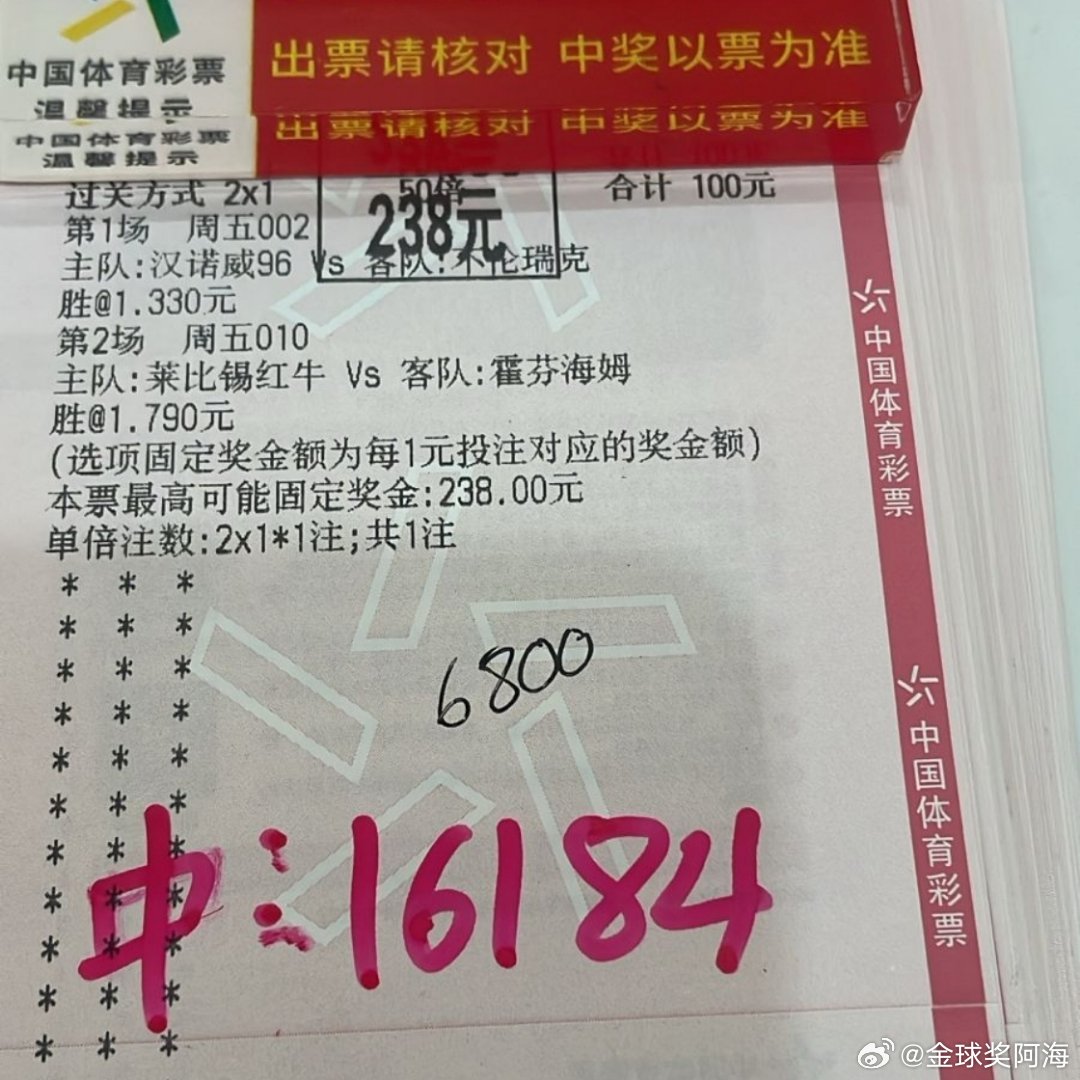 中国体育彩票
温馨提示
出票请核对 中奖以票为准
中国体育彩票
温馨提示
出票请核对 中奖以票为准
过关方式 2x1 50倍 合计 100元
238元
第1场 周五002
主队:汉诺威96 Vs 客队:不伦瑞克
胜@1.330元
第2场 周五010
主队:莱比锡红牛 Vs 客队:霍芬海姆
胜@1.790元
(选项固定奖金额为每1元投注对应的奖金额)
本票最高可能固定奖金:238.00元
单倍注数:2x1*1注;共1注
* * *
* * *
* * *
* * *
* * *
* * *
* * *
* * *
* * *
* * *
* * *
6800
中:16184
中国体育彩票
中国体育彩票
@金球奖阿海